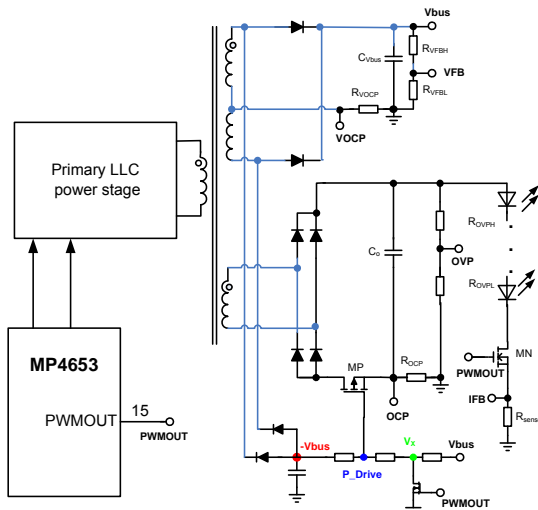 Vbus
RVFBH
CVbus
VFB
RVOCP
RVFBL
VOCP
Primary LLC
power stage
ROVPH
Co
OVP
ROVPL
MP4653
MP
ROCP
MN
PWMOUT
OCP
IFB
Rsense
PWMOUT 15
PWMOUT
-Vbus
Vx
Vbus
P_Drive
PWMOUT